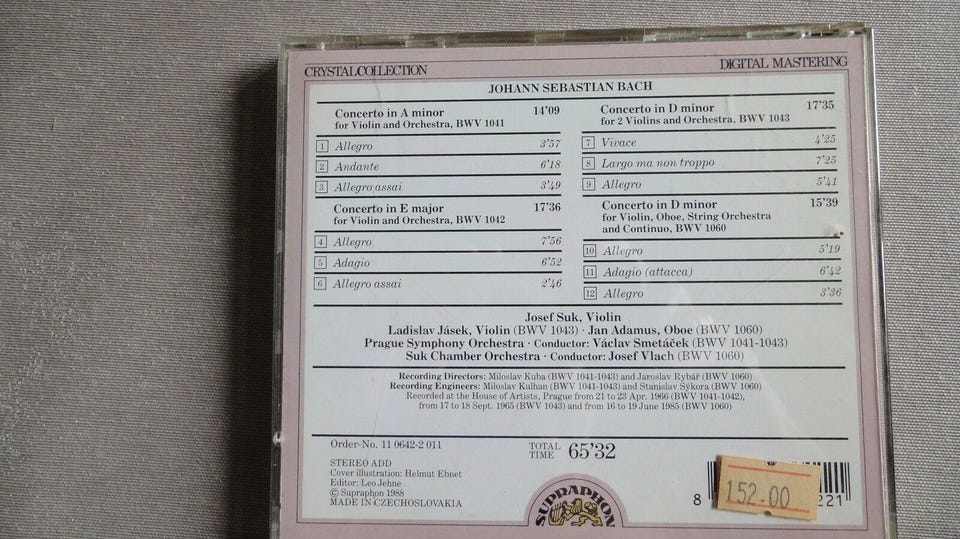 CRYSTALCOLLECTION
DIGITAL MASTERING
JOHANN SEBASTIAN BACH
Concerto in A minor 14'09
for Violin and Orchestra, BWV 1041
1 Allegro 3'57
2 Andante 6'18
3 Allegro assai 3'49
Concerto in E major 17'36
for Violin and Orchestra, BWV 1042
4 Allegro 7'56
5 Adagio 6'52
6 Allegro assai 2'46
Concerto in D minor 17'35
for 2 Violins and Orchestra, BWV 1043
7 Vivace 4'25
8 Largo ma non troppo 7'25
9 Allegro 5'41
Concerto in D minor 15'39
for Violin, Oboe, String Orchestra
and Continuo, BWV 1060
10 Allegro 5'19
11 Adagio (attacca) 6'42
12 Allegro 3'36
Josef Suk, Violin
Ladislav Jásek, Violin (BWV 1043) · Jan Adamus, Oboe (BWV 1060)
Prague Symphony Orchestra · Conductor: Václav Smetáček (BWV 1041-1043)
Suk Chamber Orchestra · Conductor: Josef Vlach (BWV 1060)
Recording Directors: Miloslav Kuba (BWV 1041-1043) and Jaroslav Rybář (BWV 1060)
Recording Engineers: Miloslav Kulhan (BWV 1041-1043) and Stanislav Sýkora (BWV 1060)
Recorded at the House of Artists, Prague from 21 to 23 Apr. 1966 (BWV 1041-1042),
from 17 to 18 Sept. 1965 (BWV 1043) and from 16 to 19 June 1985 (BWV 1060)
Order-No. 11 0642-2 011
TOTAL TIME 65'32
STEREO ADD
Cover illustration: Helmut Ebnet
Editor: Leo Jehne
© Supraphon 1988
MADE IN CZECHOSLOVAKIA
SUPRAPHON
8
152.00
221